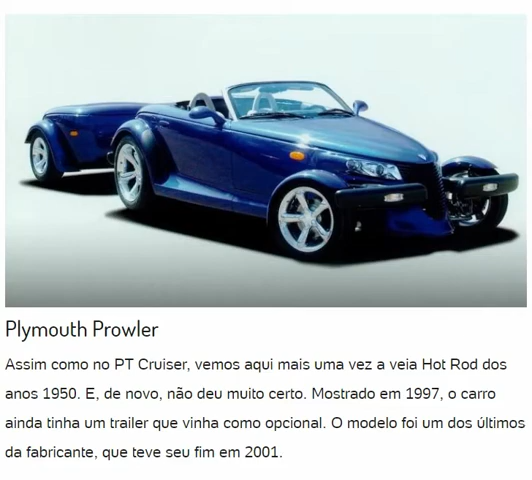 Plymouth Prowler
Assim como no PT Cruiser, vemos aqui mais uma vez a veia Hot Rod dos
anos 1950. E, de novo, não deu muito certo. Mostrado em 1997, o carro
ainda tinha um trailer que vinha como opcional. O modelo foi um dos últimos
da fabricante, que teve seu fim em 2001.